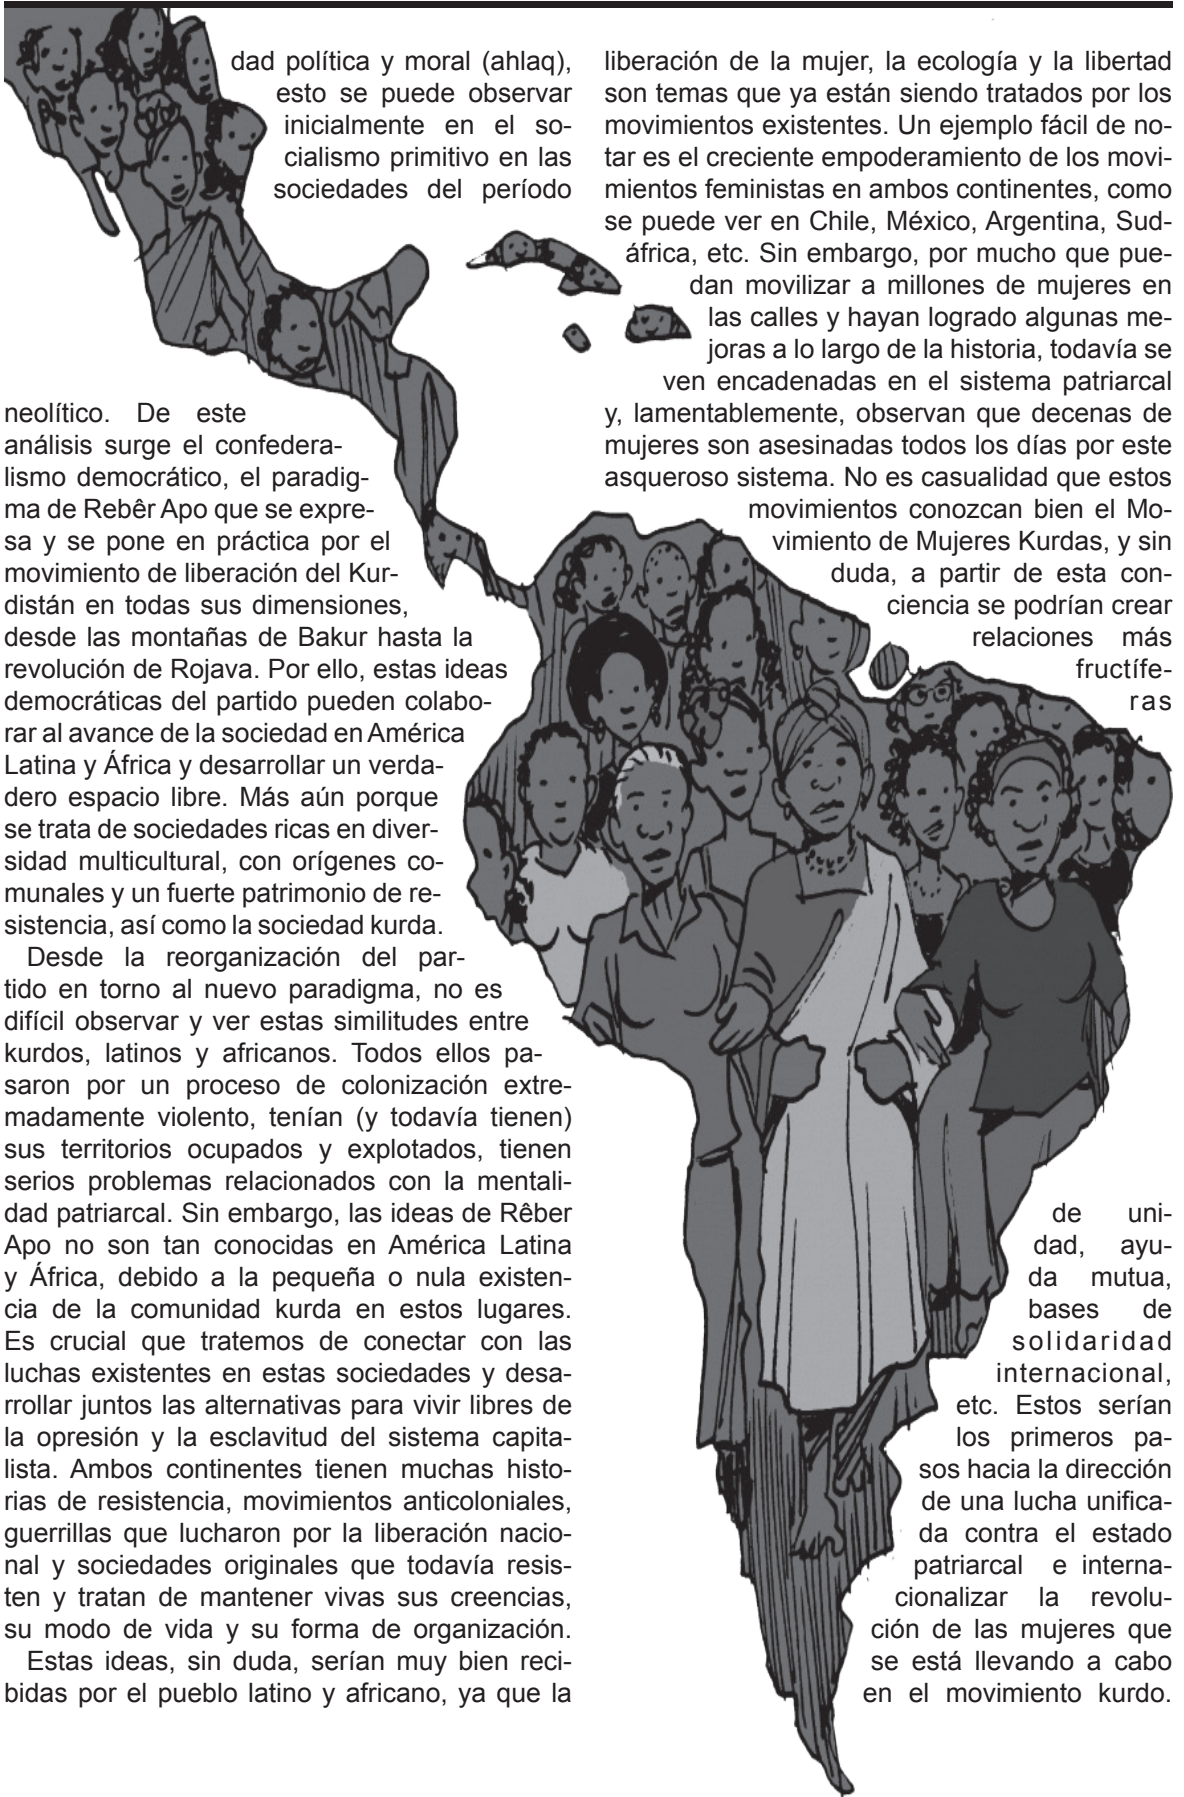 dad política y moral (ahlaq),
esto se puede observar
inicialmente en el so-
cialismo primitivo en las
sociedades del período
neolítico. De este
análisis surge el confedera-
lismo democrático, el paradig-
ma de Rebêr Apo que se expre-
sa y se pone en práctica por el
movimiento de liberación del Kur-
distán en todas sus dimensiones,
desde las montañas de Bakur hasta la
revolución de Rojava. Por ello, estas ideas
democráticas del partido pueden colabo-
rar al avance de la sociedad en América
Latina y África y desarrollar un verda-
dero espacio libre. Más aún porque
se trata de sociedades ricas en diver-
sidad multicultural, con orígenes co-
munales y un fuerte patrimonio de re-
sistencia, así como la sociedad kurda.
Desde la reorganización del par-
tido en torno al nuevo paradigma, no es
difícil observar y ver estas similitudes entre
kurdos, latinos y africanos. Todos ellos pa-
saron por un proceso de colonización extre-
madamente violento, tenían (y todavía tienen)
sus territorios ocupados y explotados, tienen
serios problemas relacionados con la mentali-
dad patriarcal. Sin embargo, las ideas de Rêber
Apo no son tan conocidas en América Latina
y África, debido a la pequeña o nula existen-
cia de la comunidad kurda en estos lugares.
Es crucial que tratemos de conectar con las
luchas existentes en estas sociedades y desa-
rrollar juntos las alternativas para vivir libres de
la opresión y la esclavitud del sistema capita-
lista. Ambos continentes tienen muchas histo-
rias de resistencia, movimientos anticoloniales,
guerrillas que lucharon por la liberación nacio-
nal y sociedades originales que todavía resis-
ten y tratan de mantener vivas sus creencias,
su modo de vida y su forma de organización.
Estas ideas, sin duda, serían muy bien reci-
bidas por el pueblo latino y africano, ya que la
liberación de la mujer, la ecología y la libertad
son temas que ya están siendo tratados por los
movimientos existentes. Un ejemplo fácil de no-
tar es el creciente empoderamiento de los movi-
mientos feministas en ambos continentes, como
se puede ver en Chile, México, Argentina, Sud-
áfrica, etc. Sin embargo, por mucho que pue-
dan movilizar a millones de mujeres en
las calles y hayan logrado algunas me-
joras a lo largo de la historia, todavía se
ven encadenadas en el sistema patriarcal
y, lamentablemente, observan que decenas de
mujeres son asesinadas todos los días por este
asqueroso sistema. No es casualidad que estos
movimientos conozcan bien el Mo-
vimiento de Mujeres Kurdas, y sin
duda, a partir de esta con-
ciencia se podrían crear
relaciones más
fructífe-
ras
de uni-
dad, ayu-
da mutua,
bases de
solidaridad
internacional,
etc. Estos serían
los primeros pa-
sos hacia la dirección
de una lucha unifica-
da contra el estado
patriarcal e interna-
cionalizar la revolu-
ción de las mujeres que
se está llevando a cabo
en el movimiento kurdo.